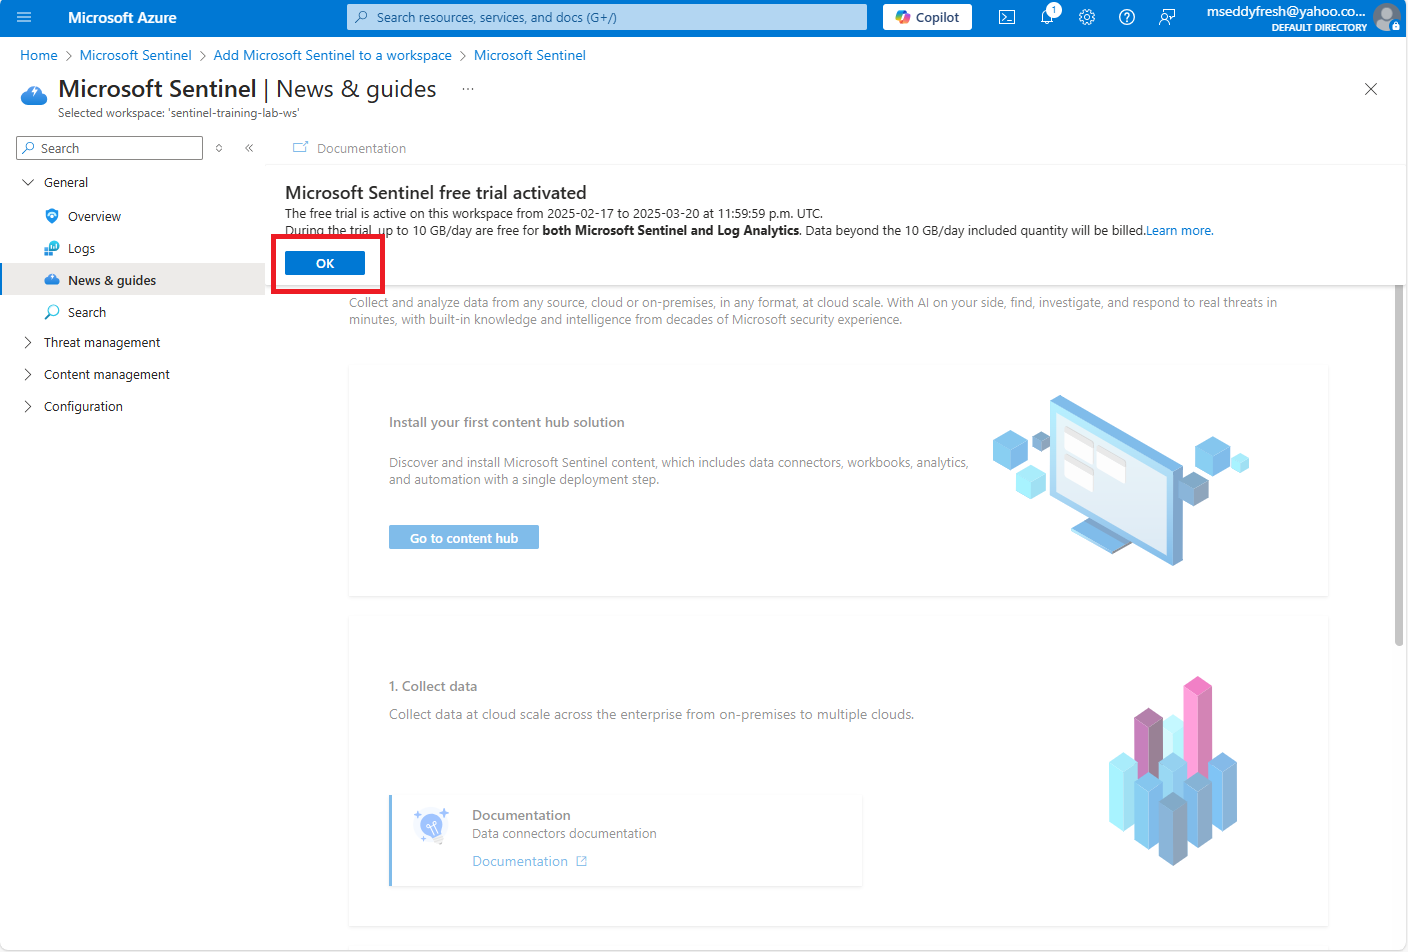 Microsoft Azure
Search resources, services, and docs (G+/)
Copilot
1
mseddyfresh@yahoo.co...
DEFAULT DIRECTORY
Home > Microsoft Sentinel > Add Microsoft Sentinel to a workspace > Microsoft Sentinel
Microsoft Sentinel | News & guides ...
Selected workspace: 'sentinel-training-lab-ws'
Search
Documentation
General
Overview
Logs
News & guides
Search
Threat management
Content management
Configuration
Microsoft Sentinel free trial activated
The free trial is active on this workspace from 2025-02-17 to 2025-03-20 at 11:59:59 p.m. UTC.
During the trial, up to 10 GB/day are free for both Microsoft Sentinel and Log Analytics. Data beyond the 10 GB/day included quantity will be billed.Learn more.
OK
Collect and analyze data from any source, cloud or on-premises, in any format, at cloud scale. With AI on your side, find, investigate, and respond to real threats in
minutes, with built-in knowledge and intelligence from decades of Microsoft security experience.
Install your first content hub solution
Discover and install Microsoft Sentinel content, which includes data connectors, workbooks, analytics,
and automation with a single deployment step.
Go to content hub
1. Collect data
Collect data at cloud scale across the enterprise from on-premises to multiple clouds.
Documentation
Data connectors documentation
Documentation